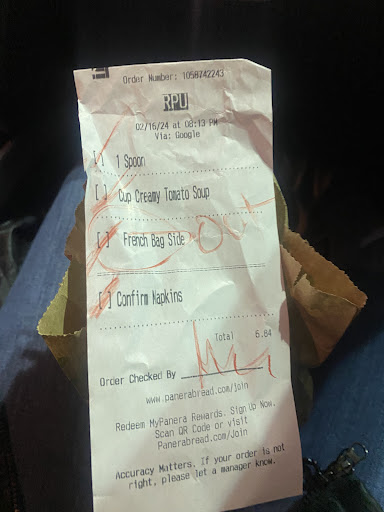 Order Number: 1058742243
RPU
02/16/24 at 08:13 PM
Via: Google
[ ] 1 Spoon
[ ] Cup Creamy Tomato Soup
[ ] French Bag Side
out
[ ] Confirm Napkins
Total 5.84
Order Checked By
www.panerabread.com/join
Redeem MyPanera Rewards. Sign Up Now.
Scan QR Code or visit
Panerabread.com/Join
Accuracy Matters. If your order is not
right, please let a manager know.